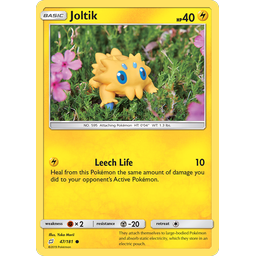 BASIC
Joltik
HP40
NO. 595 Attaching Pokémon HT: 0'04" WT: 1.3 lbs.
Leech Life 10
Heal from this Pokémon the same amount of damage you
did to your opponent's Active Pokémon.
weakness ×2 resistance -20 retreat
They attach themselves to large-bodied Pokémon
and absorb static electricity, which they store in an
electric pouch.
47/181
©2019 Pokémon